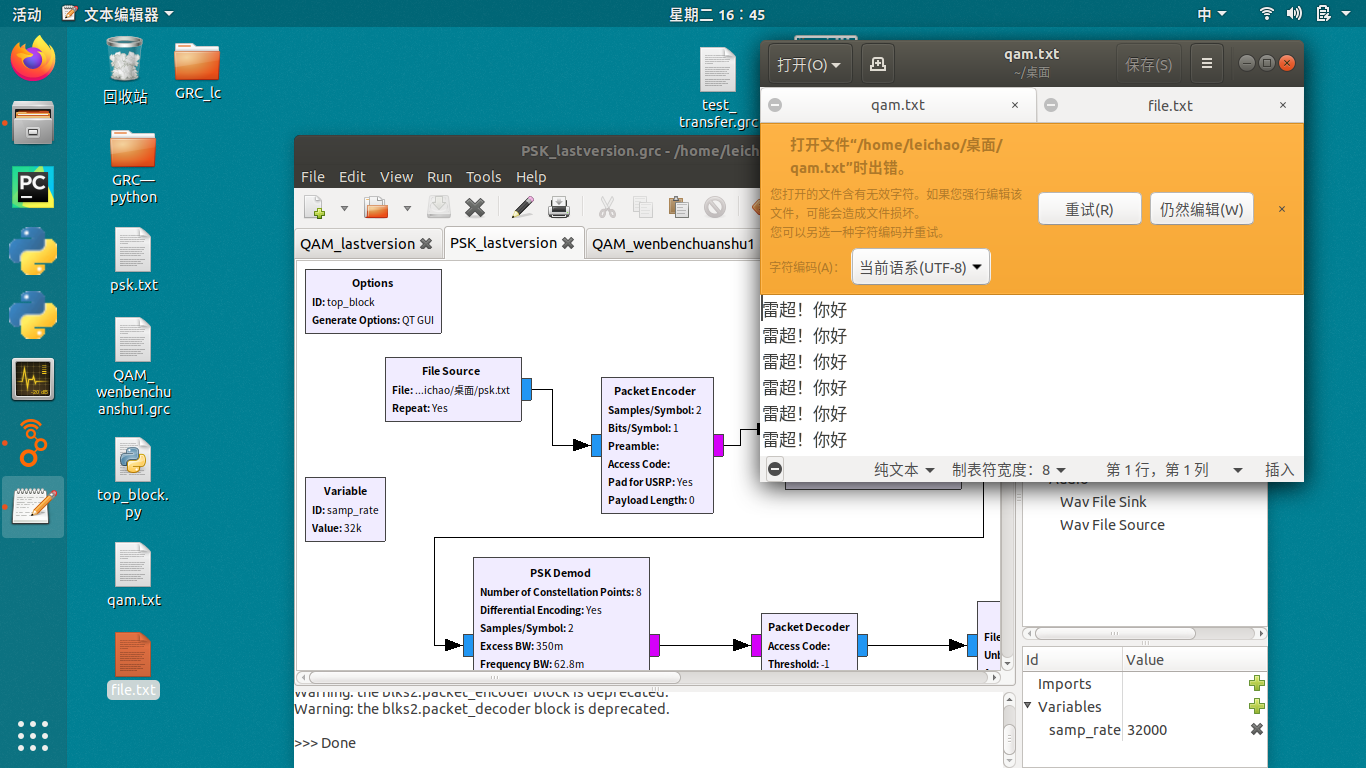 活动
文本编辑器
星期二 16：45
中
回收站
GRC_lc
GRC—
python
psk.txt
QAM_
wenbenchu
anshu1.grc
top_block.
py
qam.txt
file.txt
test_
transfer.grc
PSK_lastversion.grc - /home/leich
File Edit View Run Tools Help
QAM_lastversion
PSK_lastversion
QAM_wenbenchuanshu1
Options
ID: top_block
Generate Options: QT GUI
File Source
File: ...ichao/桌面/psk.txt
Repeat: Yes
Packet Encoder
Samples/Symbol: 2
Bits/Symbol: 1
Preamble:
Access Code:
Pad for USRP: Yes
Payload Length: 0
Variable
ID: samp_rate
Value: 32k
PSK Demod
Number of Constellation Points: 8
Differential Encoding: Yes
Samples/Symbol: 2
Excess BW: 350m
Frequency BW: 62.8m
Packet Decoder
Access Code:
Threshold: -1
File
Unb
Warning: the blks2.packet_encoder block is deprecated.
Warning: the blks2.packet_decoder block is deprecated.
>>> Done
打开(O)
qam.txt
~/桌面
保存(S)
qam.txt
file.txt
打开文件“/home/leichao/桌面/
qam.txt”时出错。
您打开的文件含有无效字符。如果您强行编辑该
文件，可能会造成文件损坏。
您可以另选一种字符编码并重试。
重试(R)
仍然编辑(W)
字符编码(A)：
当前语系(UTF-8)
雷超！你好
雷超！你好
雷超！你好
雷超！你好
雷超！你好
雷超！你好
纯文本
制表符宽度：8
第 1 行，第 1 列
插入
Audio
Wav File Sink
Wav File Source
Id Value
Imports
Variables
samp_rate 32000